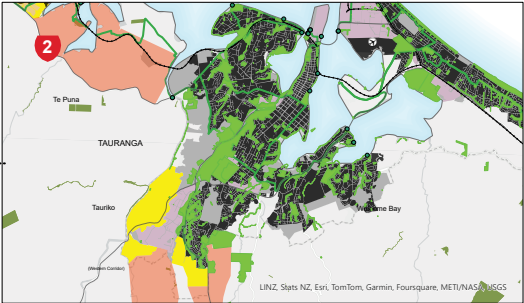 2
Te Puna
TAURANGA
Tauriko
Welcome Bay
(Western Corridor)
LINZ, Stats NZ, Esri, TomTom, Garmin, Foursquare, METI/NASA, USGS